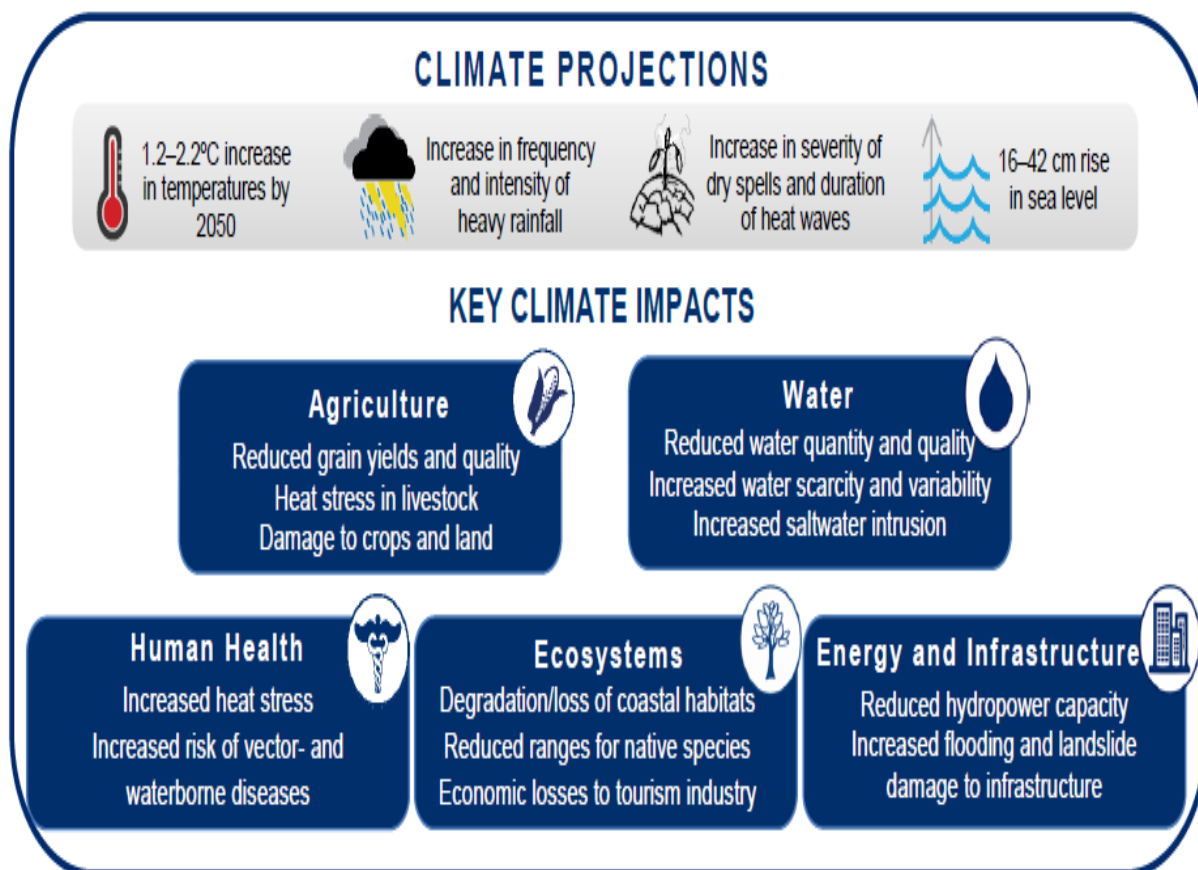 CLIMATE PROJECTIONS
1.2–2.2ºC increase
in temperatures by
2050
Increase in frequency
and intensity of
heavy rainfall
Increase in severity of
dry spells and duration
of heat waves
16–42 cm rise
in sea level
KEY CLIMATE IMPACTS
Agriculture
Reduced grain yields and quality
Heat stress in livestock
Damage to crops and land
Water
Reduced water quantity and quality
Increased water scarcity and variability
Increased saltwater intrusion
Human Health
Increased heat stress
Increased risk of vector- and
waterborne diseases
Ecosystems
Degradation/loss of coastal habitats
Reduced ranges for native species
Economic losses to tourism industry
Energy and Infrastructure
Reduced hydropower capacity
Increased flooding and landslide
damage to infrastructure